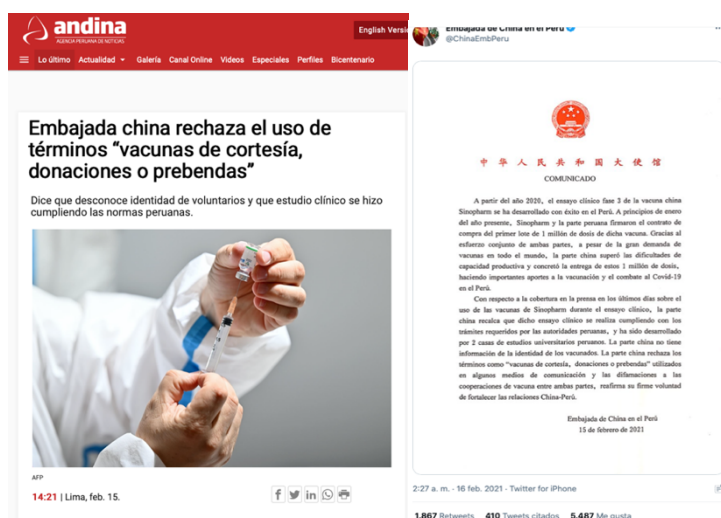 andina
AGENCIA PERUANA DE NOTICIAS
English Versi
Lo último Actualidad Galería Canal Online Videos Especiales Perfiles Bicentenario
Embajada china rechaza el uso de
términos “vacunas de cortesía,
donaciones o prebendas”
Dice que desconoce identidad de voluntarios y que estudio clínico se hizo
cumpliendo las normas peruanas.
AFP
14:21 | Lima, feb. 15.
Embajada de China en el Perú
@ChinaEmbPeru
中华人民共和国大使馆
COMUNICADO
A partir del año 2020, el ensayo clínico fase 3 de la vacuna china
Sinopharm se ha desarrollado con éxito en el Perú. A principios de enero
del año presente, Sinopharm y la parte peruana firmaron el contrato de
compra del primer lote de 1 millón de dosis de dicha vacuna. Gracias al
esfuerzo conjunto de ambas partes, a pesar de la gran demanda de
vacunas en todo el mundo, la parte china superó las dificultades de
capacidad productiva y concretó la entrega de estos 1 millón de dosis,
haciendo importantes aportes a la vacunación y el combate al Covid-19
en el Perú.
Con respecto a la cobertura en la prensa en los últimos días sobre el
uso de las vacunas de Sinopharm durante el ensayo clínico, la parte
china recalca que dicho ensayo clínico se realiza cumpliendo con los
trámites requeridos por las autoridades peruanas, y ha sido desarrollado
por 2 casas de estudios universitarios peruanos. La parte china no tiene
información de la identidad de los vacunados. La parte china rechaza los
términos como “vacunas de cortesía, donaciones o prebendas” utilizados
en algunos medios de comunicación y las difamaciones a las
cooperaciones de vacuna entre ambas partes, reafirma su firme voluntad
de fortalecer las relaciones China-Perú.
Embajada de China en el Perú
15 de febrero de 2021
2:27 a. m. · 16 feb. 2021 · Twitter for iPhone
1.867 Retweets 410 Tweets citados 5.487 Me gusta